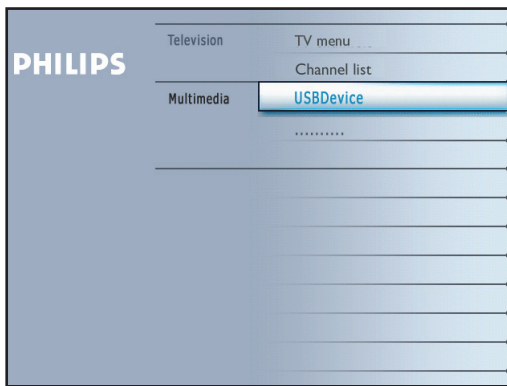 PHILIPS
Television TV menu
Channel list
Multimedia USBDevice
..........